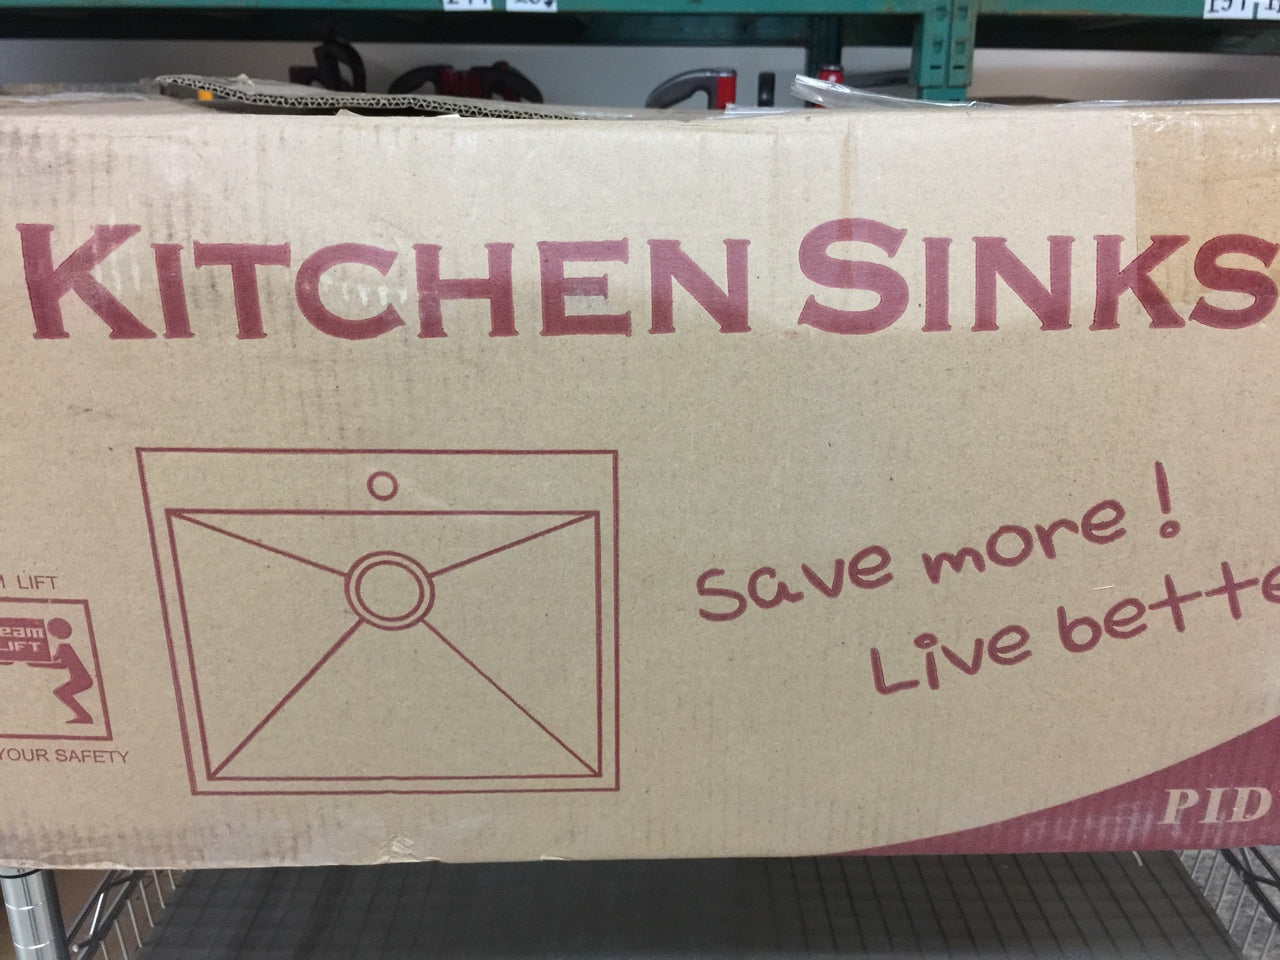 KITCHEN SINKS
Save more!
Live bette
LIFT
eam
LIFT
YOUR SAFETY
PID